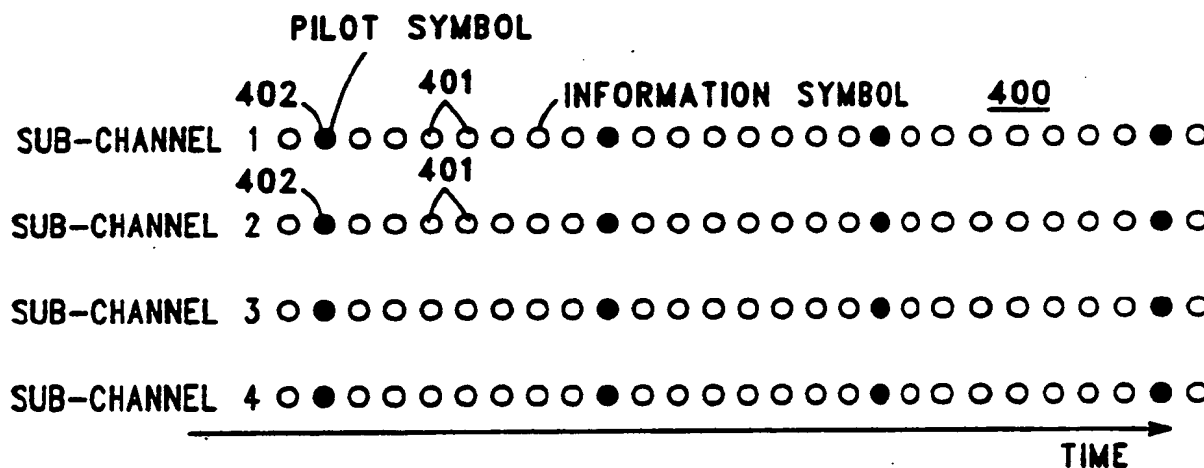 PILOT SYMBOL
402 401 INFORMATION SYMBOL 400
SUB-CHANNEL 1
402 401
SUB-CHANNEL 2
SUB-CHANNEL 3
SUB-CHANNEL 4
TIME